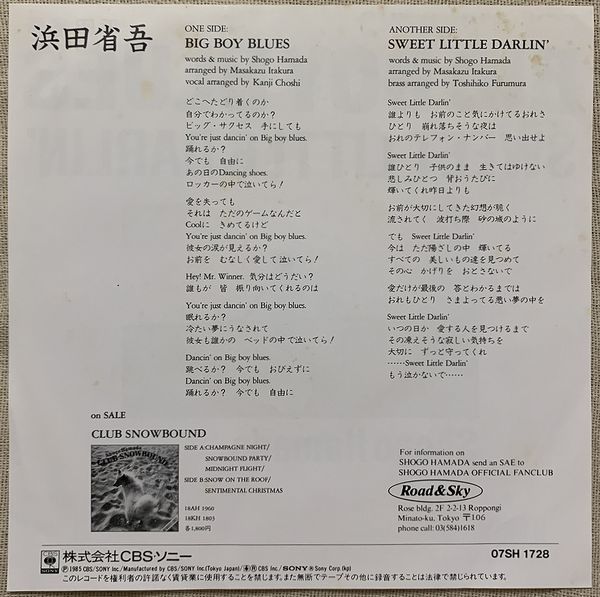 浜田省吾
ONE SIDE:
BIG BOY BLUES
words & music by Shogo Hamada
arranged by Masakazu Itakura
vocal arranged by Kanji Choshi
どこへたどり着くのか
自分でわかってるのか?
ビッグ・サクセス 手にしても
You're just dancin' on Big boy blues.
踊れるか?
今でも 自由に
あの日のDancing shoes.
ロッカーの中で泣いてら!
愛を失っても
それは ただのゲームなんだと
Coolに きめてるけど
You're just dancin' on Big boy blues.
彼女の涙が見えるか?
お前を むなしく愛して泣いてら!
Hey! Mr. Winner. 気分はどうだい?
誰もが 皆 振り向いてくれるのは
You're just dancin' on Big boy blues.
眠れるか?
冷たい夢にうなされて
彼女も誰かの ベッドの中で泣いてら!
Dancin' on Big boy blues.
跳べるか? 今でも おびえずに
Dancin' on Big boy blues.
踊れるか? 今でも 自由に
ANOTHER SIDE:
SWEET LITTLE DARLIN'
words & music by Shogo Hamada
arranged by Masakazu Itakura
brass arranged by Toshihiko Furumura
Sweet Little Darlin'
誰よりも お前のこと気にかけてるおれさ
ひとり 崩れ落ちそうな夜は
おれのテレフォン・ナンバー 思い出せよ
Sweet Little Darlin'
誰ひとり 子供のまま 生きてはゆけない
悲しみひとつ 背おうたびに
輝いてくれ昨日よりも
お前が大切にしてきた幻想が脆く
流されてく 波打ち際 砂の城のように
でも Sweet Little Darlin'
今は ただ陽ざしの中 輝いてる
すべての 美しいもの達を見つめて
その心 かげりを おとさないで
愛だけが最後の 答とわかるまでは
おれもひとり さまよってる悪い夢の中を
Sweet Little Darlin'
いつの日か 愛する人を見つけるまで
その凍えそうな寂しい気持ちを
大切に ずっと守ってくれ
……Sweet Little Darlin'
もう泣かないで……
on SALE
CLUB SNOWBOUND
CLUB SNOWBOUND
SIDE A:CHAMPAGNE NIGHT/
SNOWBOUND PARTY/
MIDNIGHT FLIGHT/
SIDE B:SNOW ON THE ROOF/
SENTIMENTAL CHRISTMAS
18AH 1960
18KH 1803
各1,800円
For information on
SHOGO HAMADA send an SAE to
SHOGO HAMADA OFFICIAL FANCLUB
Road&Sky
Rose bldg. 2F 2-2-13 Roppongi
Minato-ku, Tokyo 〒106
phone call: 03(584)1618
CBS
SONY
株式会社CBS・ソニー
07SH 1728
Ⓟ1985 CBS/SONY Inc./Manufactured by CBS/SONY Inc.(Tokyo Japan)/CBS Inc./SONY® Sony Corp (kp)
このレコードを権利者の許諾なく賃貸業に使用することを禁じます。また無断でテープその他に録音することは法律で禁じられています。